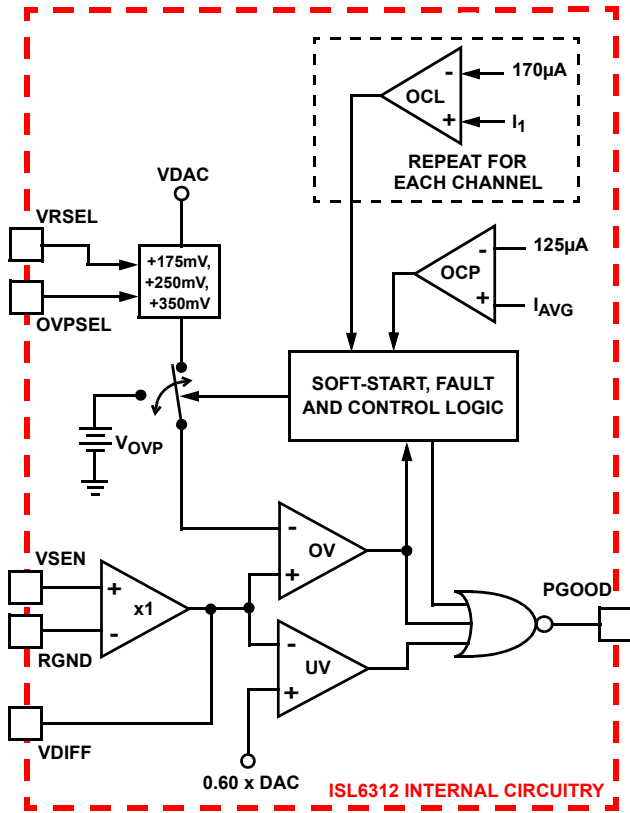 170µA
-
OCL
+
I1
REPEAT FOR
EACH CHANNEL
VDAC
VRSEL
+175mV,
+250mV,
+350mV
OVPSEL
-
125µA
OCP
+
IAVG
SOFT-START, FAULT
AND CONTROL LOGIC
VOVP
-
OV
+
VSEN
+
x1
-
RGND
PGOOD
-
UV
+
VDIFF
0.60 x DAC
ISL6312 INTERNAL CIRCUITRY